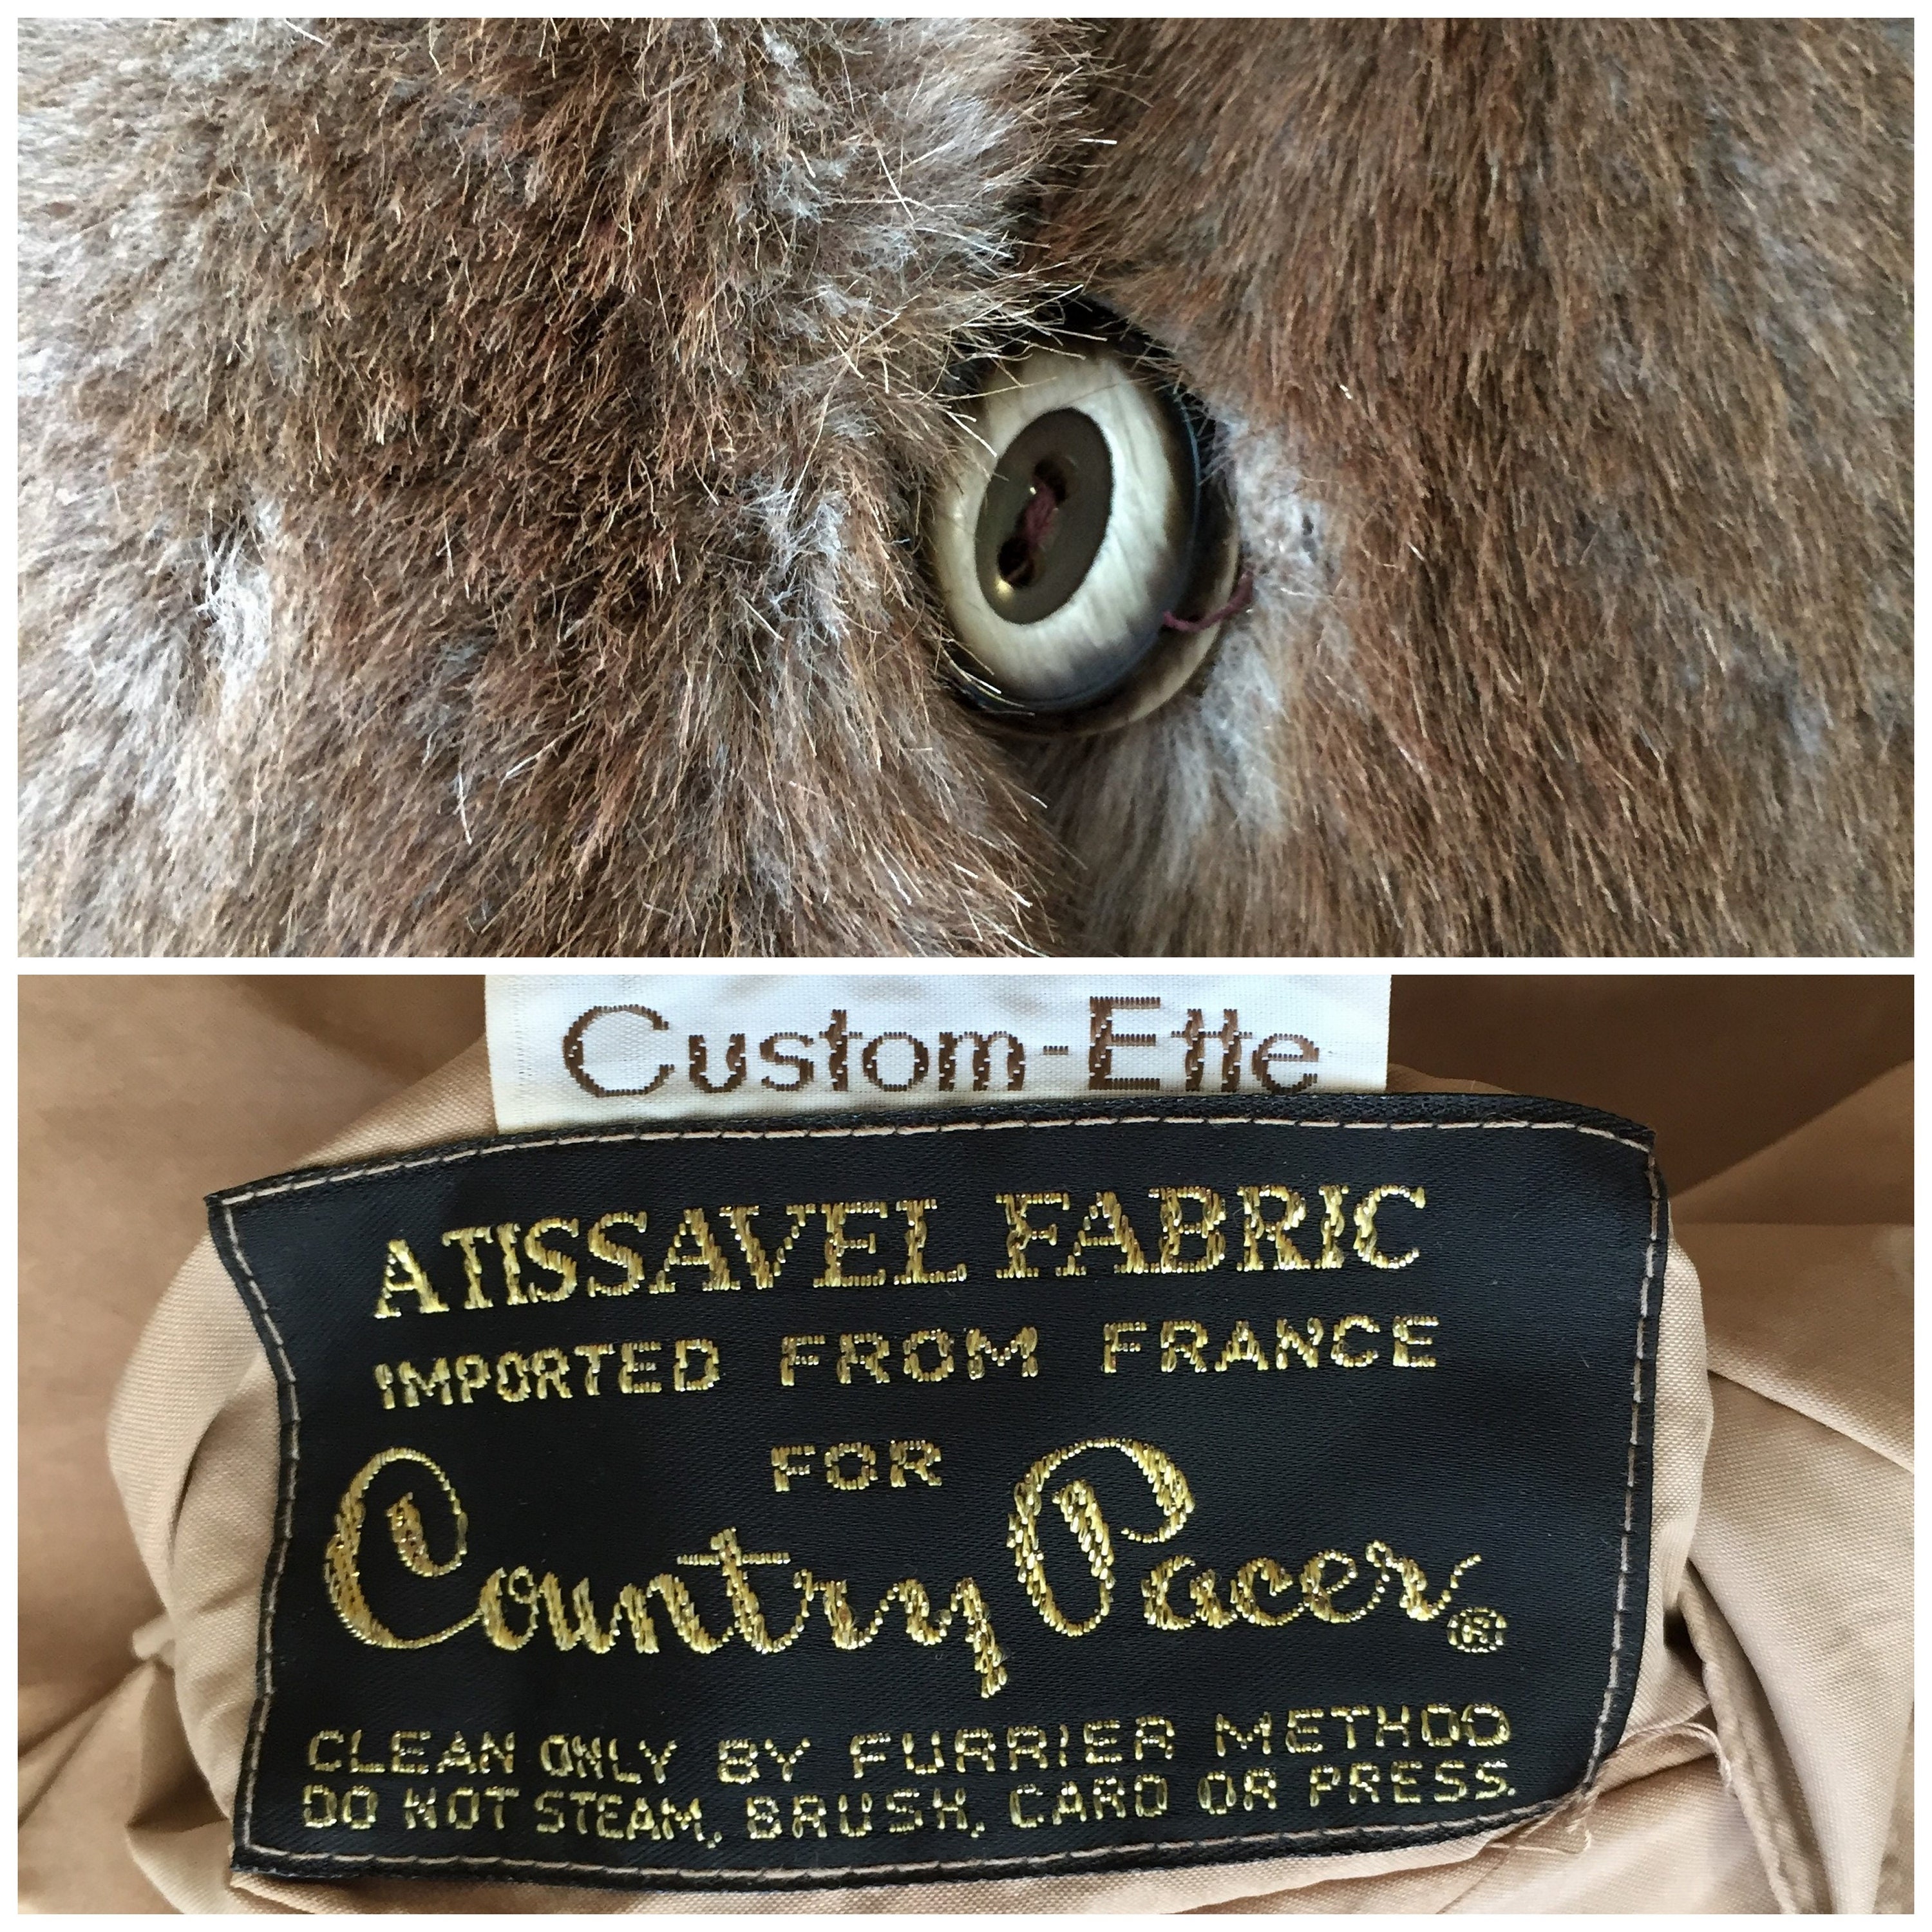 Custom-Ette
ATISSAVEL FABRIC
IMPORTED FROM FRANCE
FOR
Country Pacer®
CLEAN ONLY BY FURRIER METHOD
DO NOT STEAM, BRUSH, CARD OR PRESS